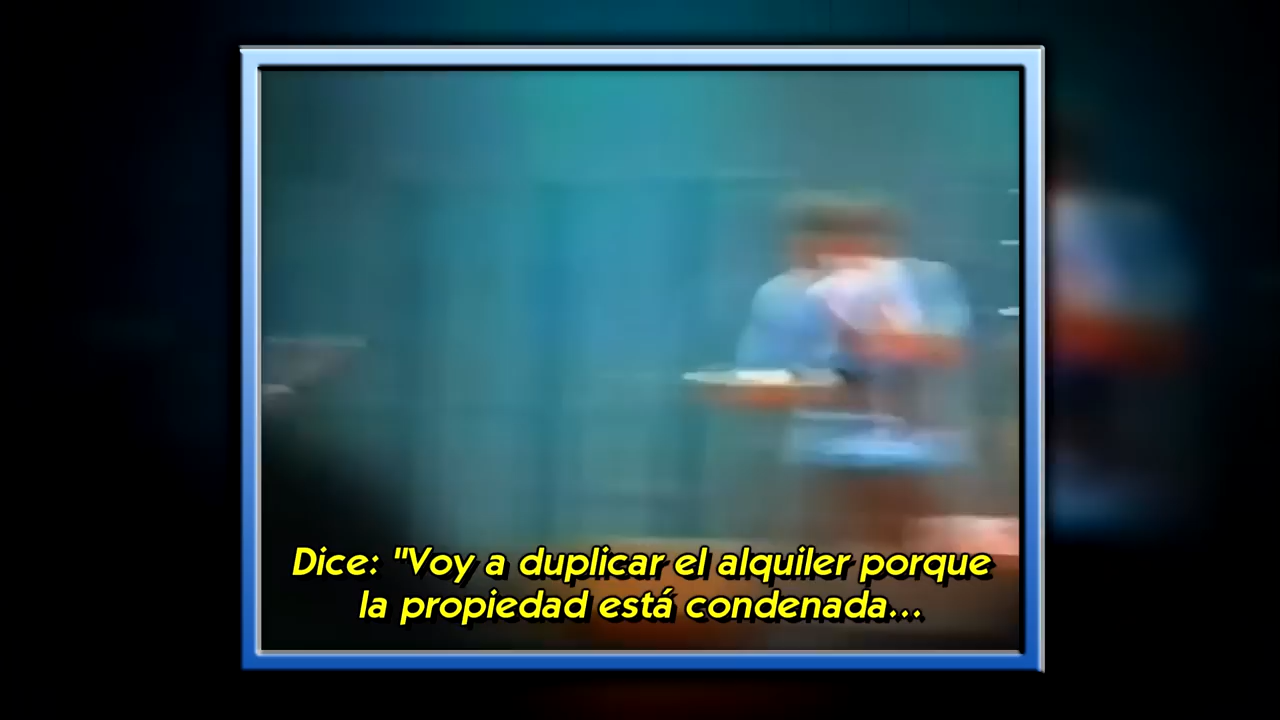 Dice: "Voy a duplicar el alquiler porque
la propiedad está condenada...